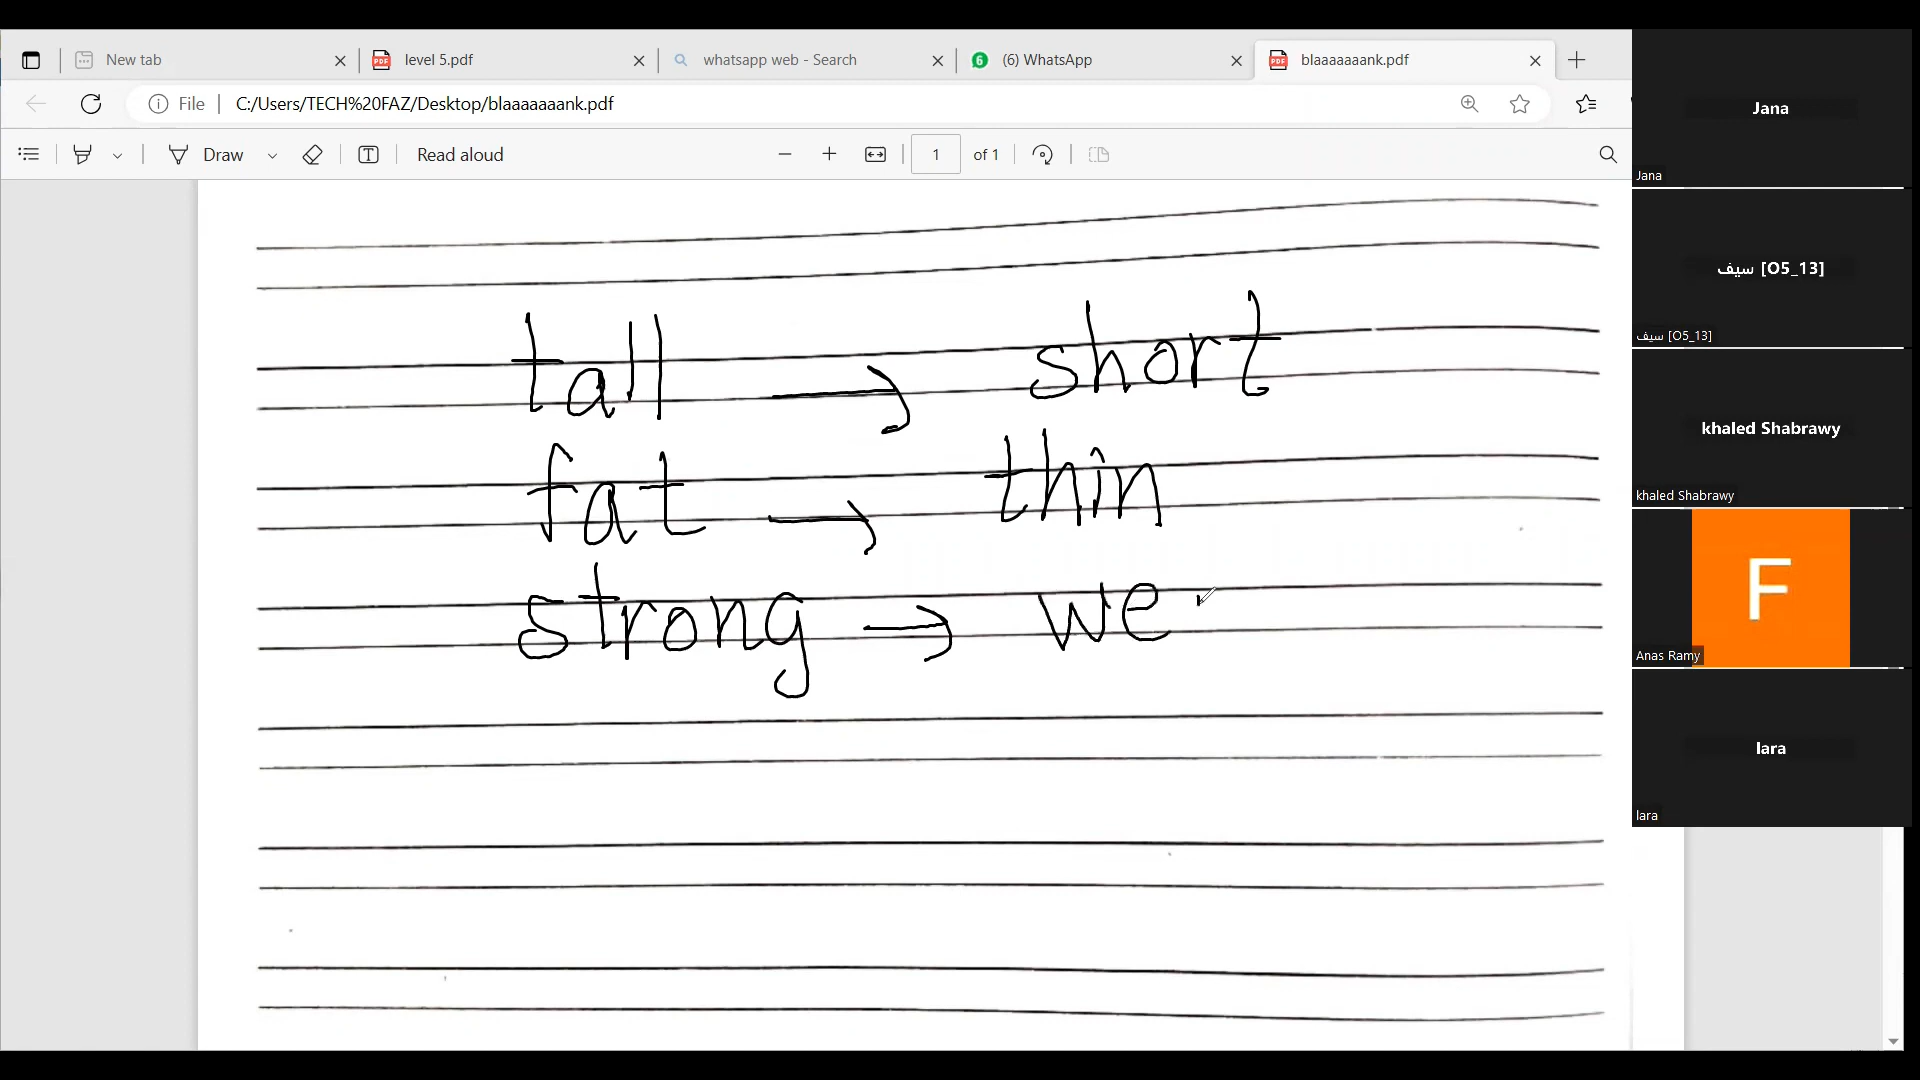 New tab
level 5.pdf
whatsapp web - Search
6 (6) WhatsApp
blaaaaaaank.pdf
File C:/Users/TECH%20FAZ/Desktop/blaaaaaaank.pdf
Draw
Read aloud
1 of 1
tall → short
fat → thin
strong → we
Jana
Jana
سيف [O5_13]
سيف [O5_13]
khaled Shabrawy
khaled Shabrawy
F
Anas Ramy
lara
lara